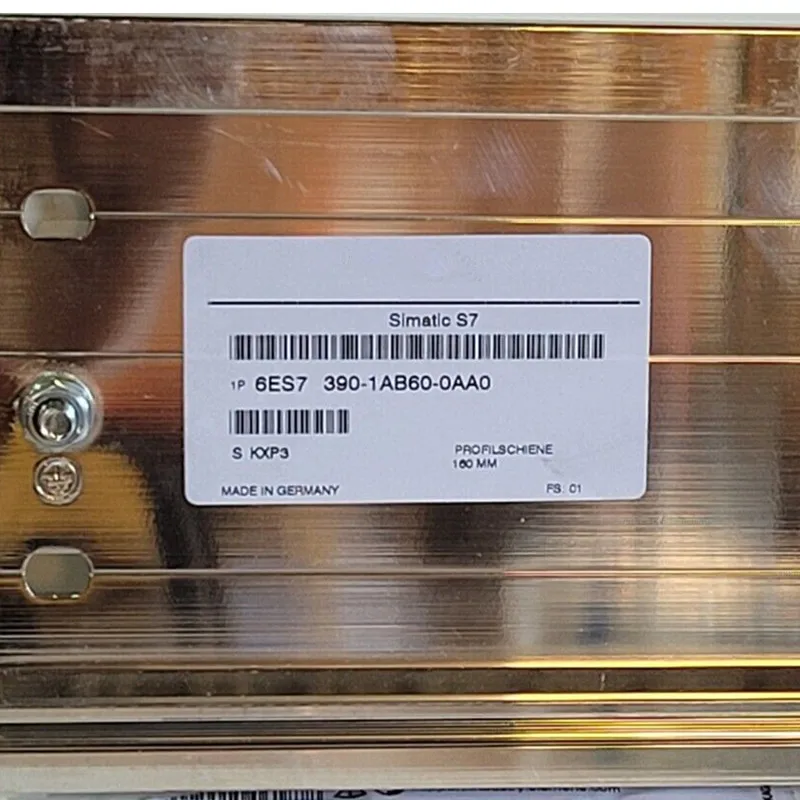 Simatic S7
1P 6ES7 390-1AB60-0AA0
S KXP3
PROFILSCHIENE
160 MM
MADE IN GERMANY
FS: 01